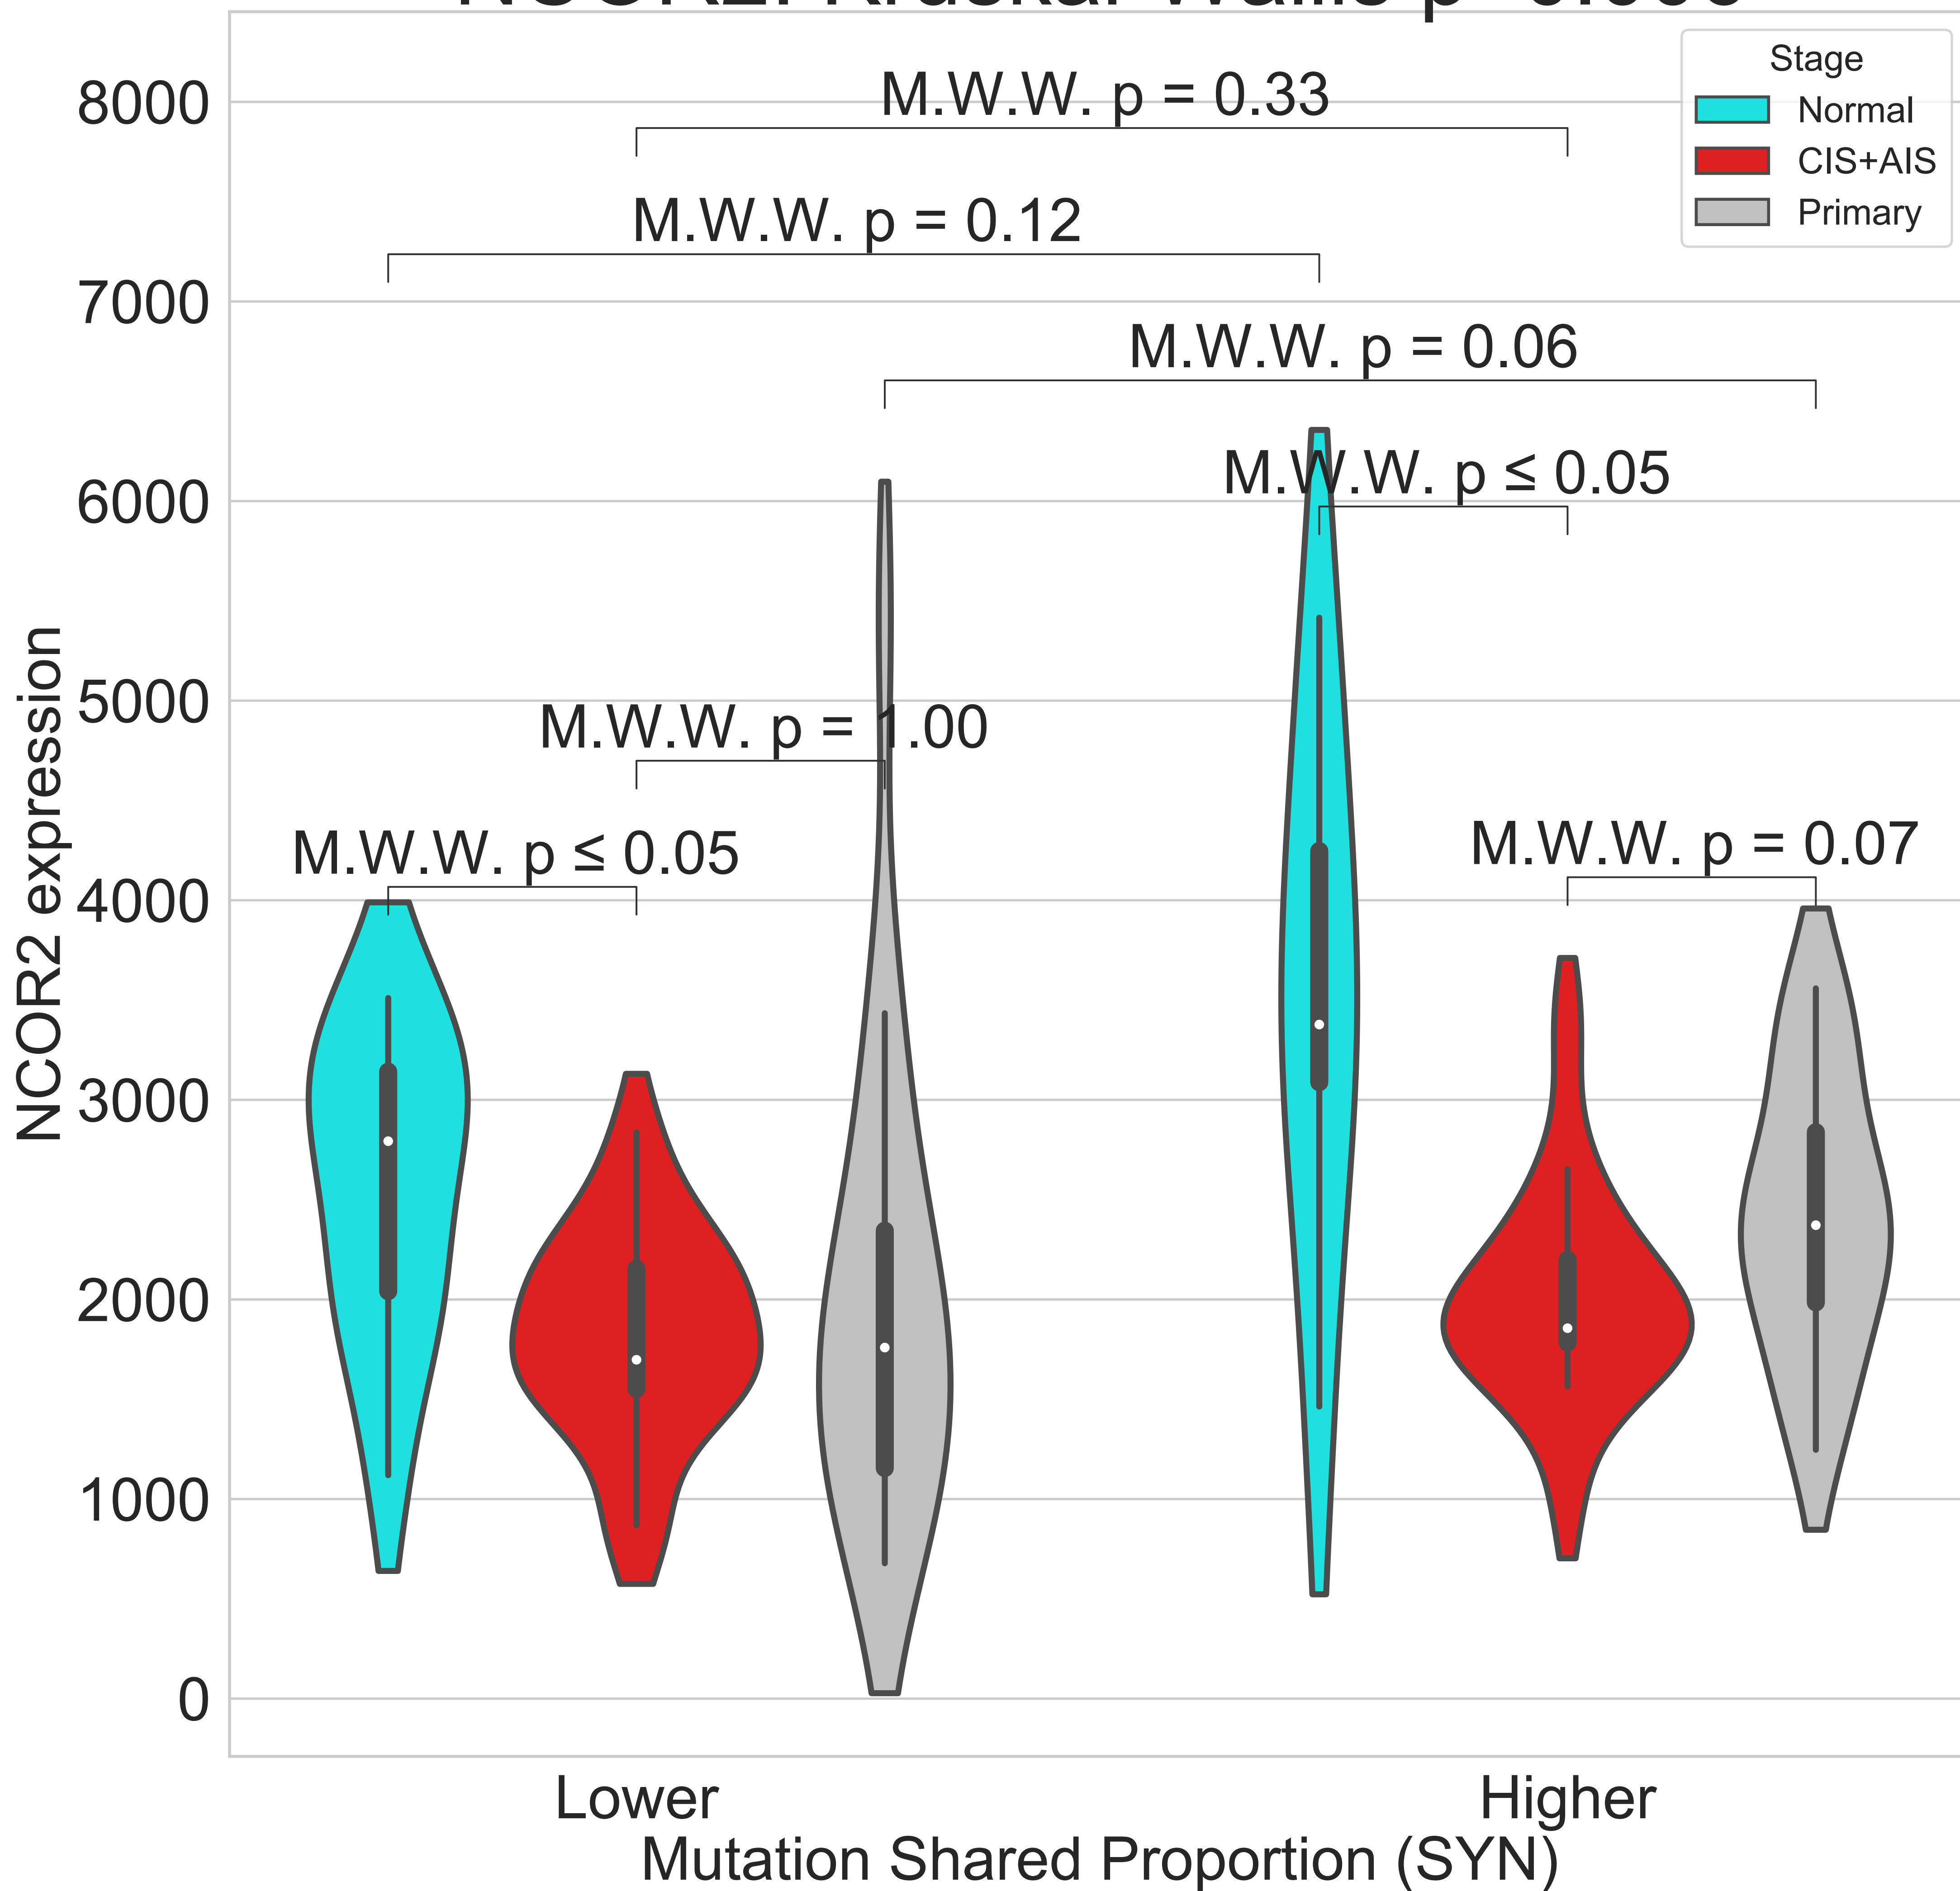 Stage
Normal
CIS+AIS
Primary
8000
7000
6000
5000
4000
3000
2000
1000
0
NCOR2 expression
M.W.W. p = 0.33
M.W.W. p = 0.12
M.W.W. p = 0.06
M.W.W. p ≤ 0.05
M.W.W. p = 1.00
M.W.W. p ≤ 0.05
M.W.W. p = 0.07
Lower
Higher
Mutation Shared Proportion (SYN)